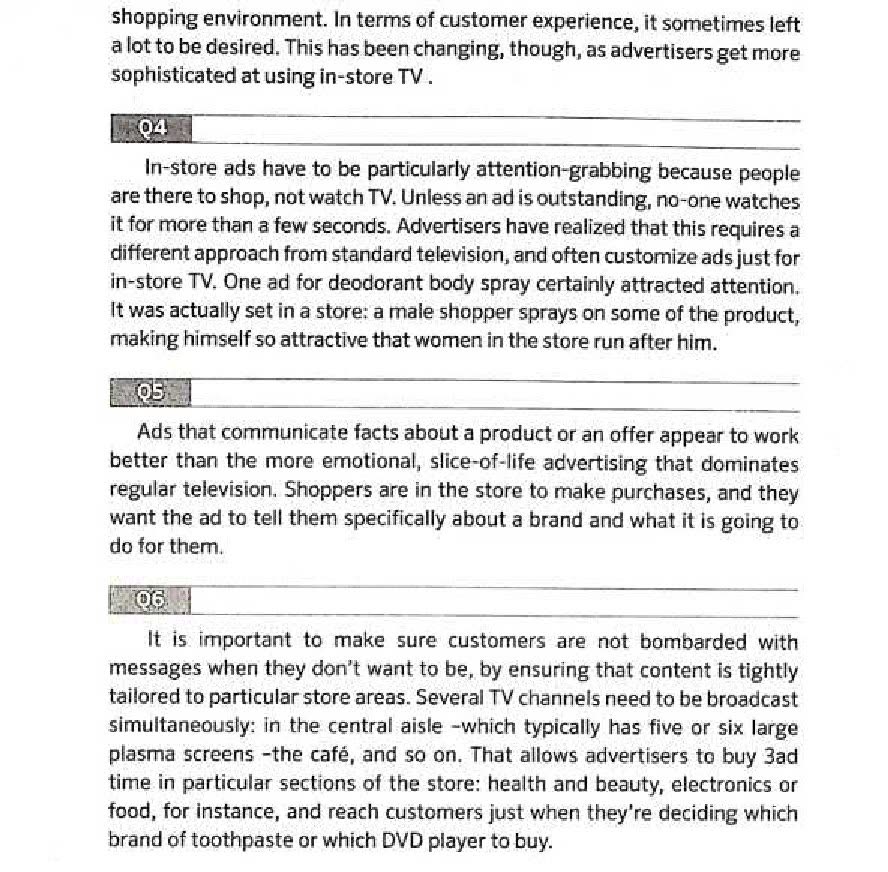 shopping environment. In terms of customer experience, it sometimes left
a lot to be desired. This has been changing, though, as advertisers get more
sophisticated at using in-store TV .
Q4
In-store ads have to be particularly attention-grabbing because people
are there to shop, not watch TV. Unless an ad is outstanding, no-one watches
it for more than a few seconds. Advertisers have realized that this requires a
different approach from standard television, and often customize ads just for
in-store TV. One ad for deodorant body spray certainly attracted attention.
It was actually set in a store: a male shopper sprays on some of the product,
making himself so attractive that women in the store run after him.
Q5
Ads that communicate facts about a product or an offer appear to work
better than the more emotional, slice-of-life advertising that dominates
regular television. Shoppers are in the store to make purchases, and they
want the ad to tell them specifically about a brand and what it is going to
do for them.
Q6
It is important to make sure customers are not bombarded with
messages when they don't want to be, by ensuring that content is tightly
tailored to particular store areas. Several TV channels need to be broadcast
simultaneously: in the central aisle -which typically has five or six large
plasma screens -the café, and so on. That allows advertisers to buy 3ad
time in particular sections of the store: health and beauty, electronics or
food, for instance, and reach customers just when they're deciding which
brand of toothpaste or which DVD player to buy.